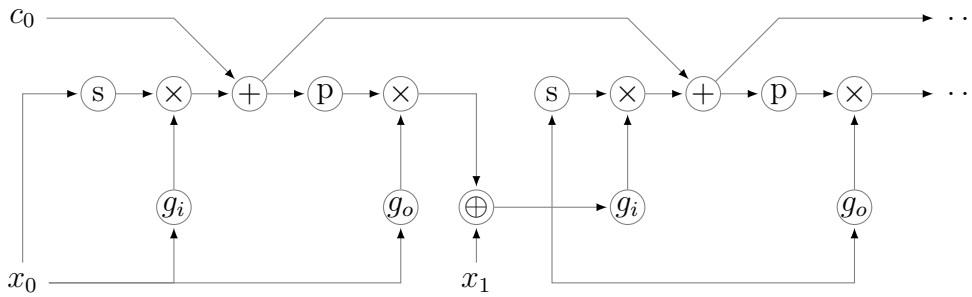 c₀ ··
s × + p × s × + p × ··
gᵢ gₒ ⊕ gᵢ gₒ
x₀ x₁